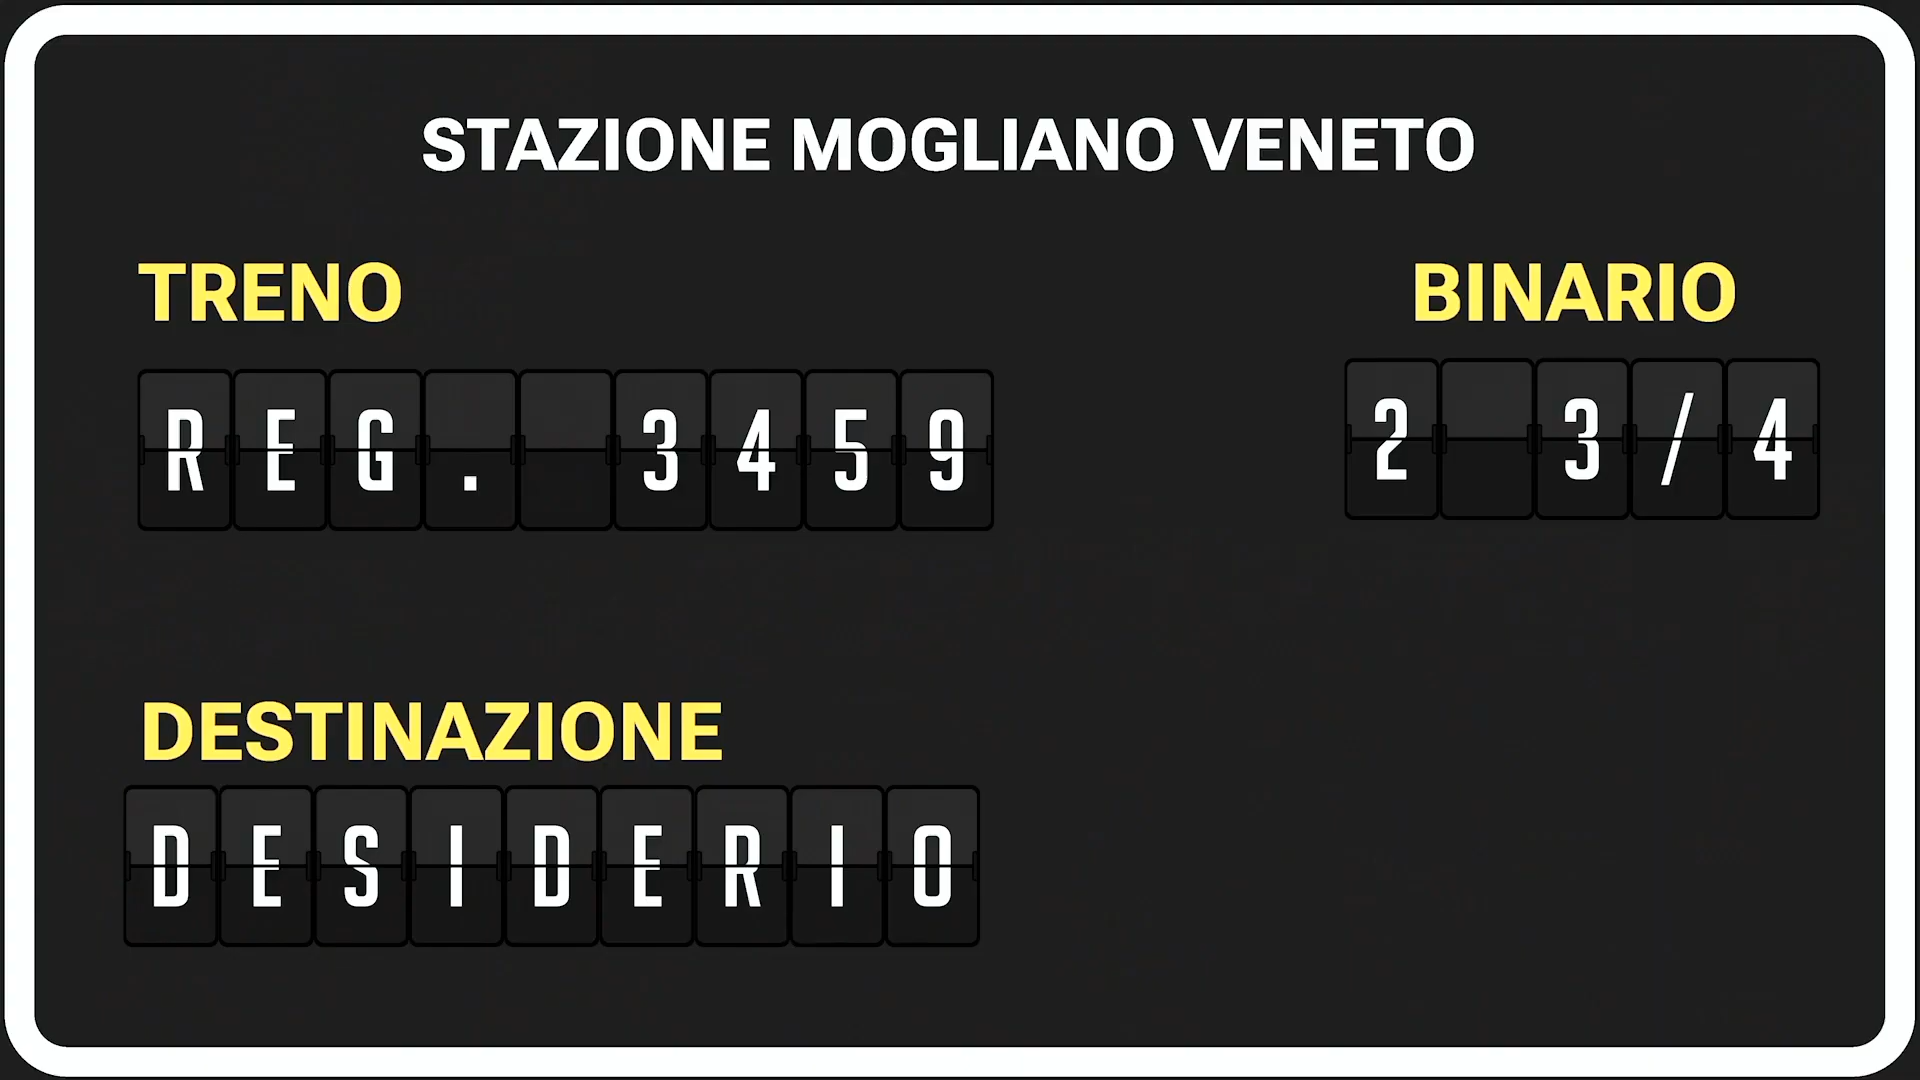 STAZIONE MOGLIANO VENETO
TRENO
BINARIO
REG. 3459
2 3/4
DESTINAZIONE
DESIDERIO